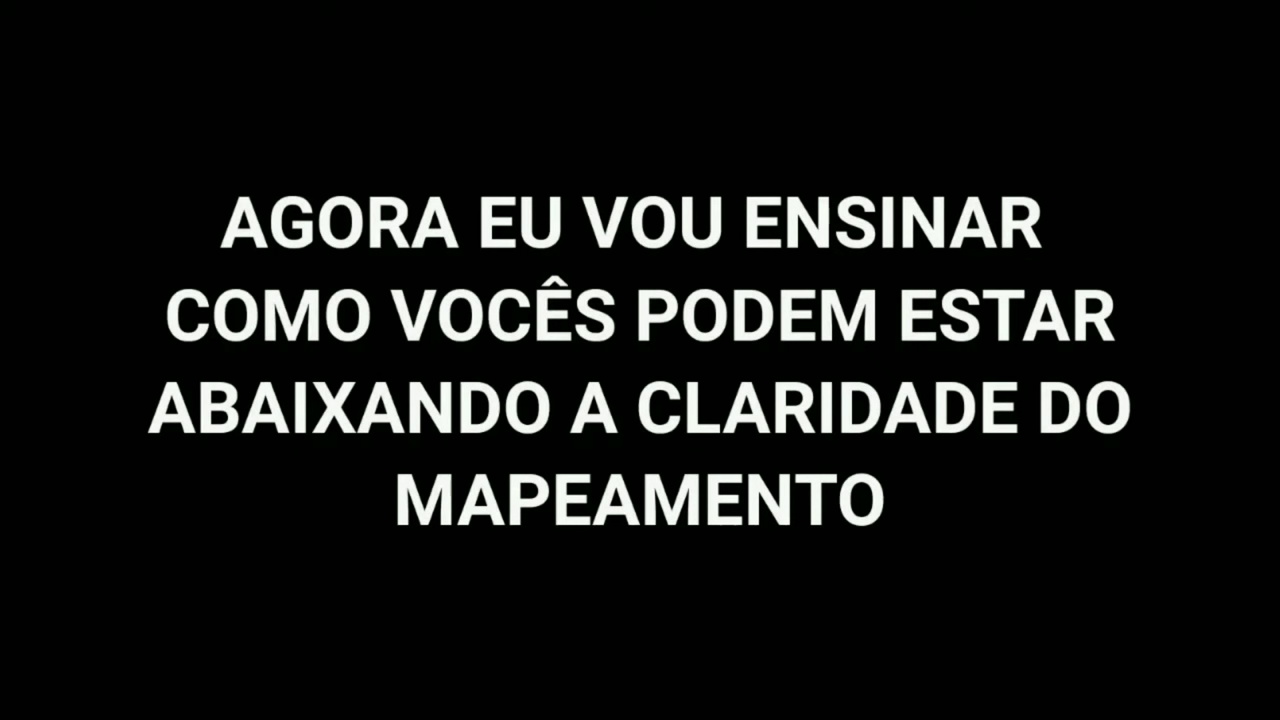 AGORA EU VOU ENSINAR
COMO VOCÊS PODEM ESTAR
ABAIXANDO A CLARIDADE DO
MAPEAMENTO